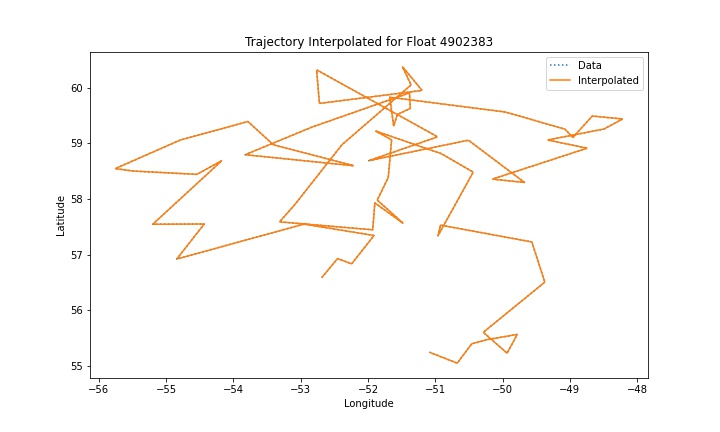 Trajectory Interpolated for Float 4902383
Data
Interpolated
60
59
58
57
56
55
Latitude
−56 −55 −54 −53 −52 −51 −50 −49 −48
Longitude